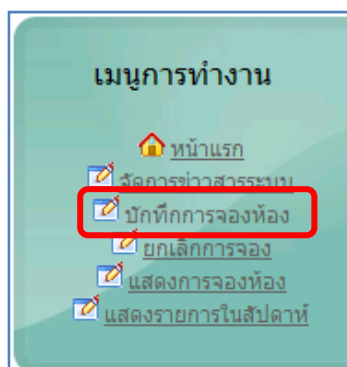 เมนูการทำงาน
หน้าแรก
จัดการข่าวสารระบบ
บักทึกการจองห้อง
ยกเลิกการจอง
แสดงการจองห้อง
แสดงรายการในสัปดาห์